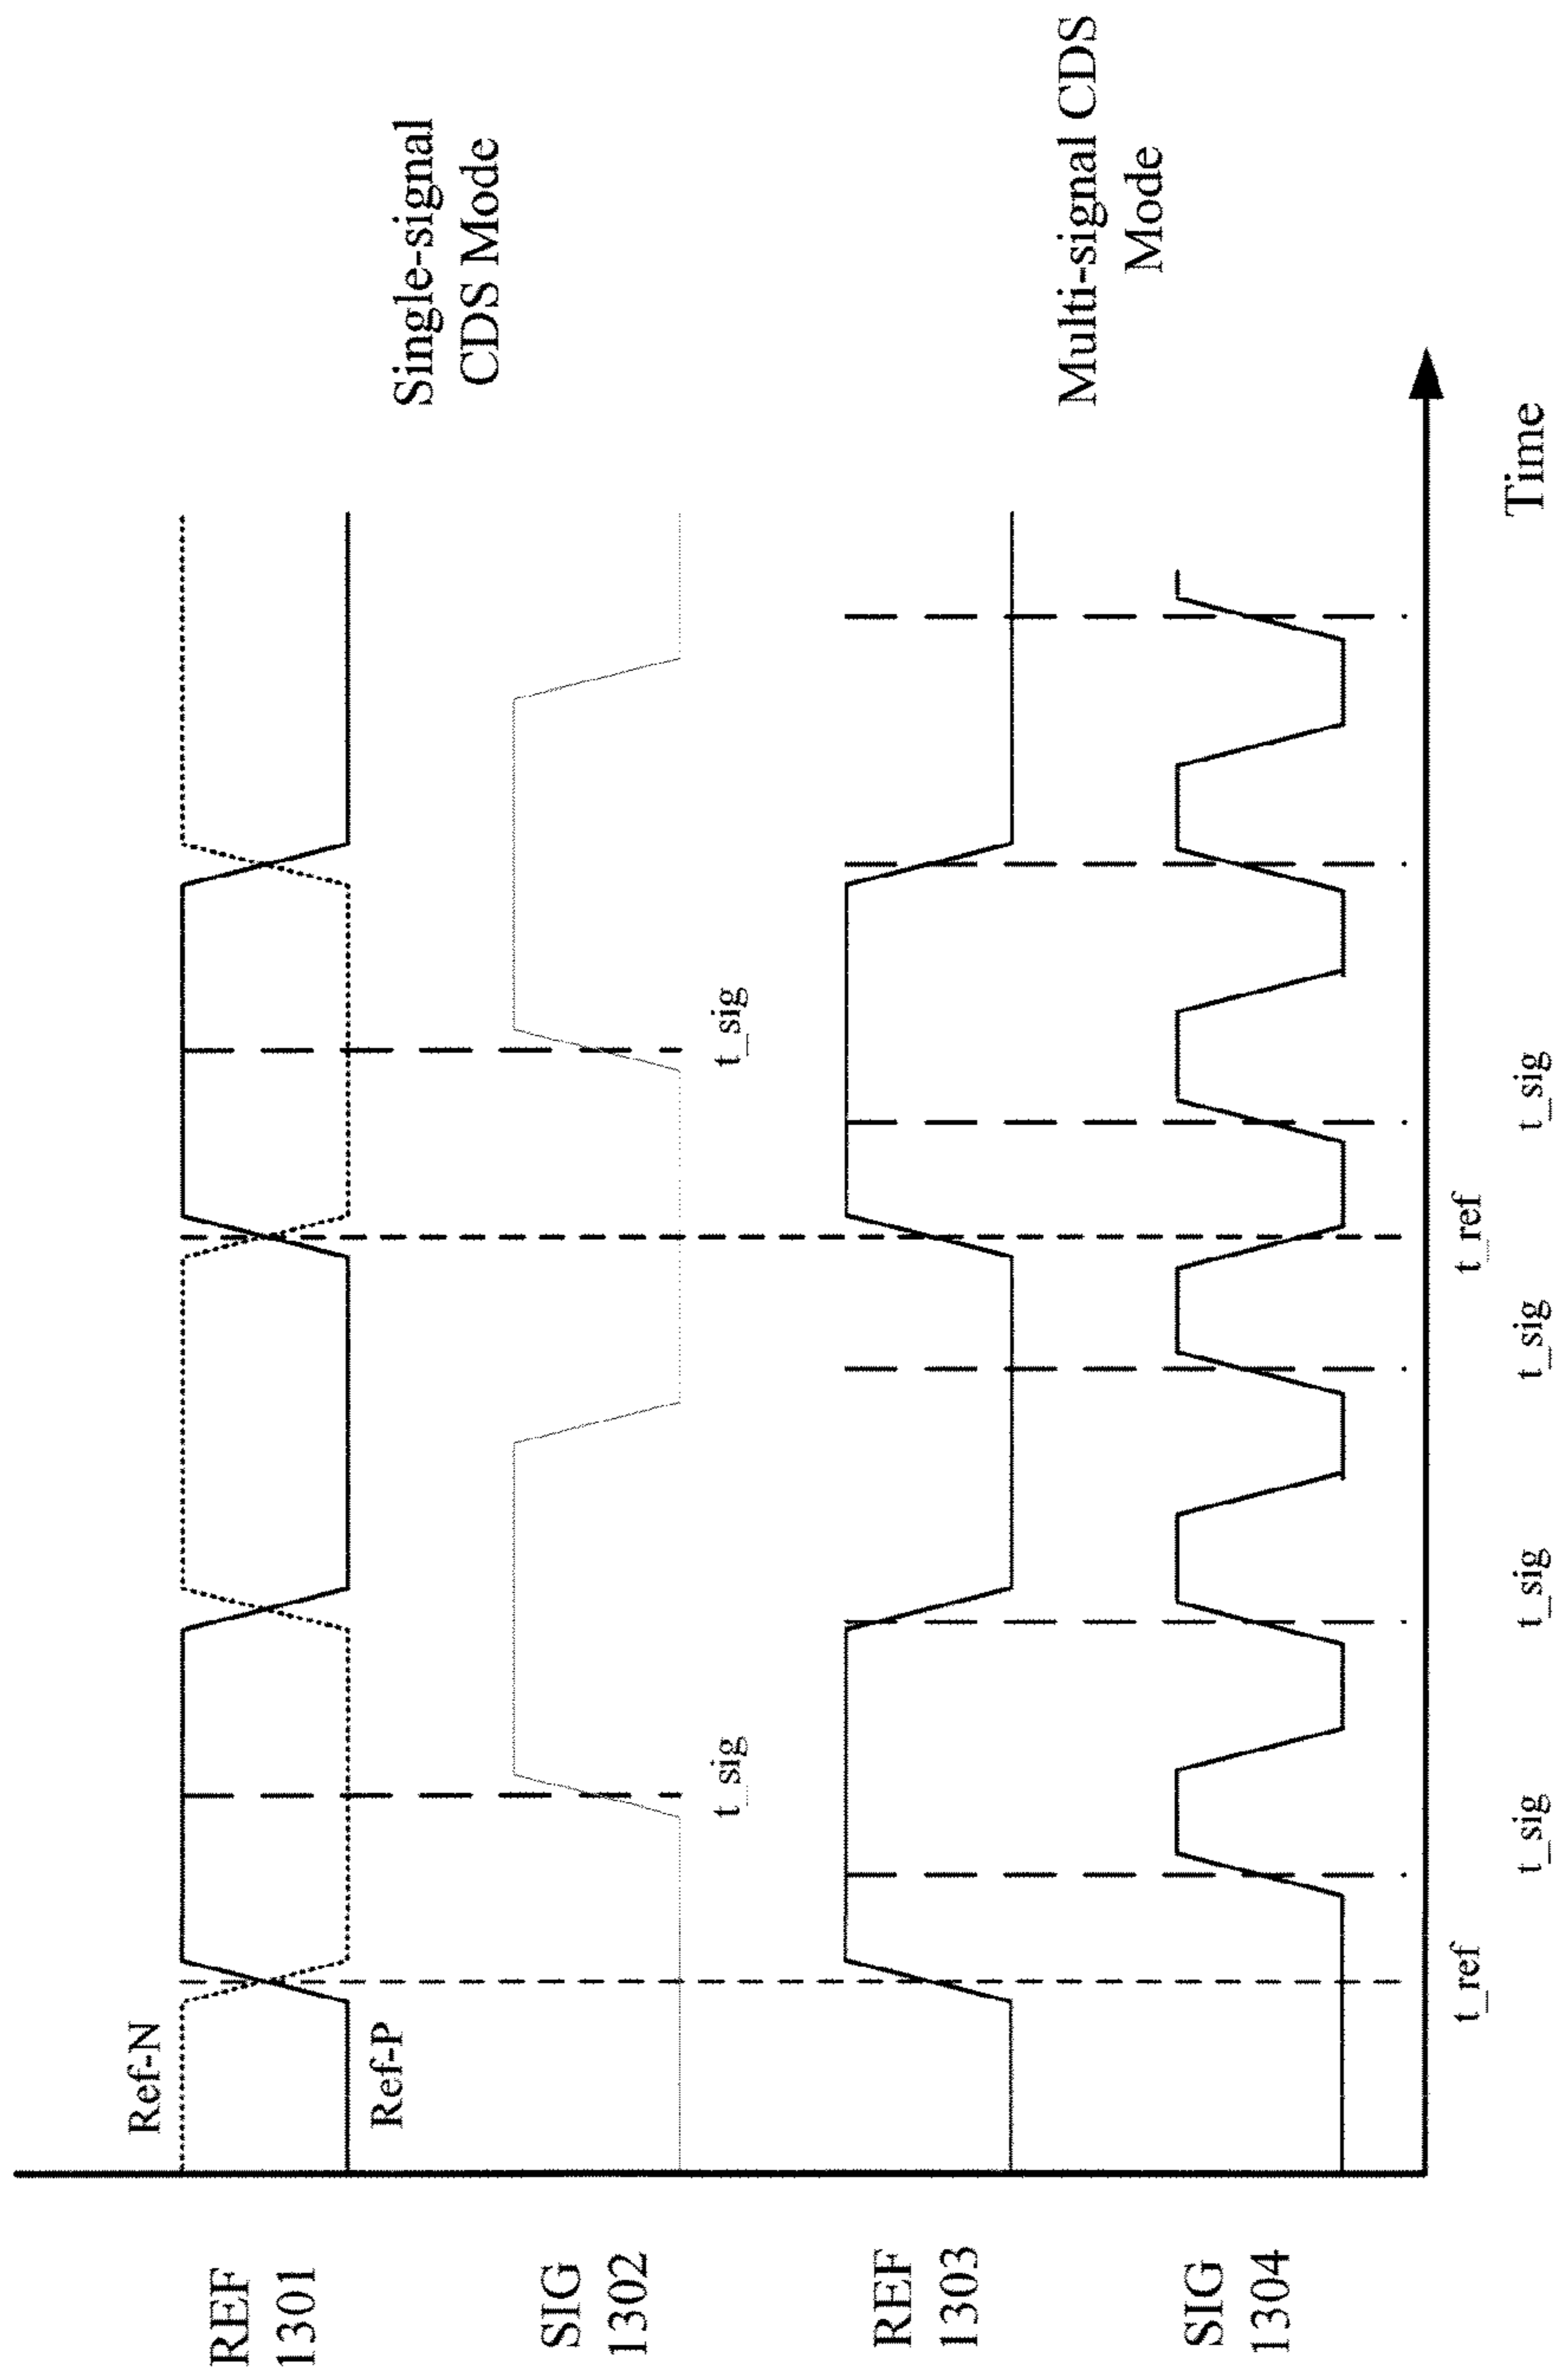 Ref-N
REF
1301
Ref-P
Single-signal
CDS Mode
SIG
1302
t_sig
t_sig
REF
1303
Multi-signal CDS
Mode
SIG
1304
t_ref
t_ref
t_sig
t_sig
t_sig
t_sig
Time